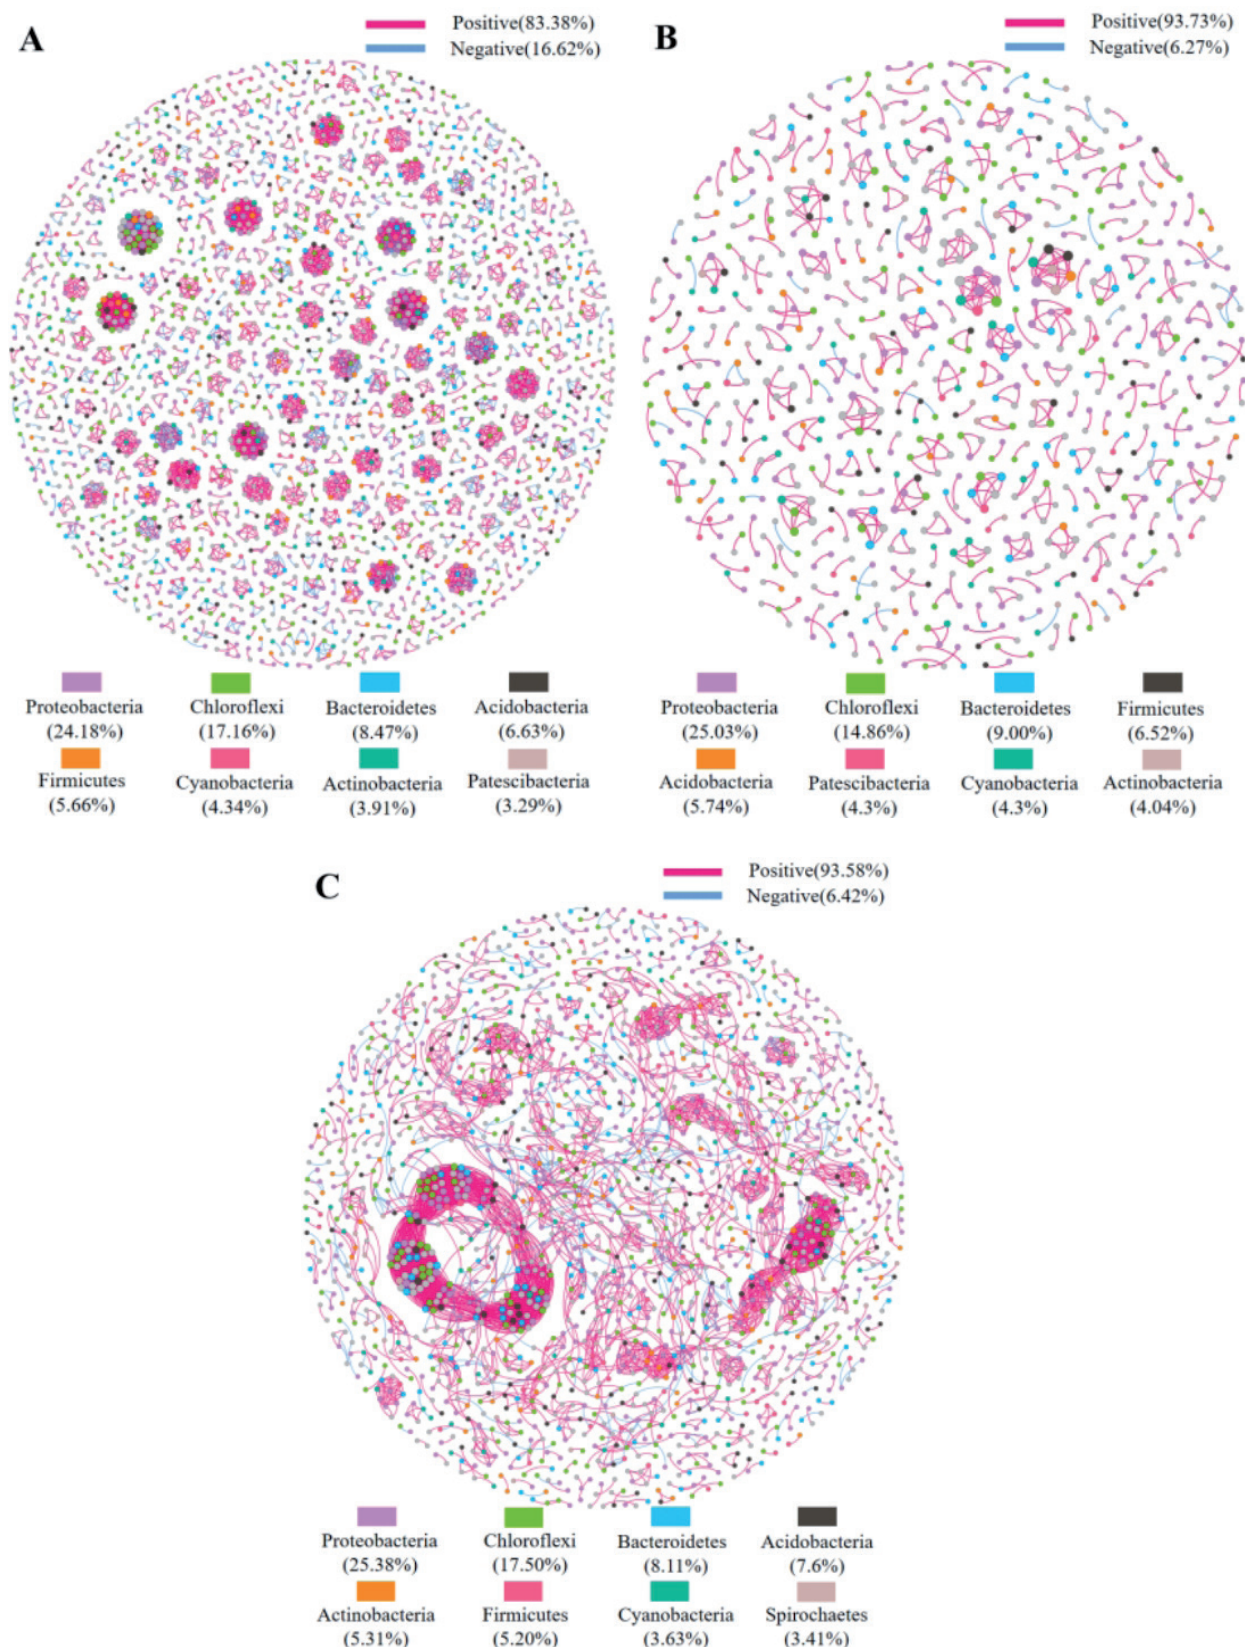 A
Positive(83.38%)
Negative(16.62%)
B
Positive(93.73%)
Negative(6.27%)
Proteobacteria Chloroflexi Bacteroidetes Acidobacteria
(24.18%) (17.16%) (8.47%) (6.63%)
Firmicutes Cyanobacteria Actinobacteria Patescibacteria
(5.66%) (4.34%) (3.91%) (3.29%)
Proteobacteria Chloroflexi Bacteroidetes Firmicutes
(25.03%) (14.86%) (9.00%) (6.52%)
Acidobacteria Patescibacteria Cyanobacteria Actinobacteria
(5.74%) (4.3%) (4.3%) (4.04%)
C
Positive(93.58%)
Negative(6.42%)
Proteobacteria Chloroflexi Bacteroidetes Acidobacteria
(25.38%) (17.50%) (8.11%) (7.6%)
Actinobacteria Firmicutes Cyanobacteria Spirochaetes
(5.31%) (5.20%) (3.63%) (3.41%)